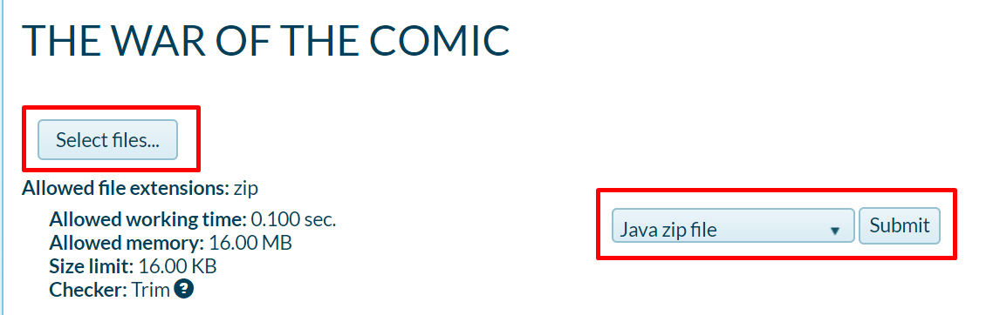 THE WAR OF THE COMIC
Select files...
Allowed file extensions: zip
Allowed working time: 0.100 sec.
Allowed memory: 16.00 MB
Size limit: 16.00 KB
Checker: Trim ?
Java zip file
Submit